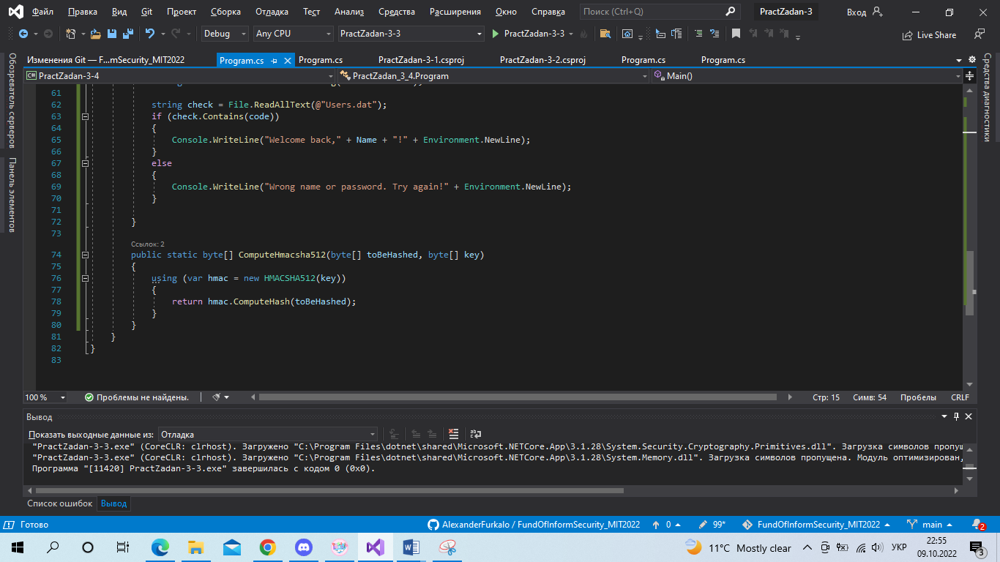 Файл Правка Вид Git Проект Сборка Отладка Тест Анализ Средства Расширения Окно Справка Поиск (Ctrl+Q) PractZadan-3 Вход
Debug Any CPU PractZadan-3-3 PractZadan-3-3 Live Share
Обозреватель серверов
Панель элементов
Средства диагностики
Изменения Git — F...mSecurity_MIT2022 Program.cs Program.cs PractZadan-3-1.csproj PractZadan-3-2.csproj Program.cs Program.cs
C# PractZadan-3-4 PractZadan_3_4.Program Main()
61
62 string check = File.ReadAllText(@"Users.dat");
63 if (check.Contains(code))
64 {
65 Console.WriteLine("Welcome back," + Name + "!" + Environment.NewLine);
66 }
67 else
68 {
69 Console.WriteLine("Wrong name or password. Try again!" + Environment.NewLine);
70 }
71
72 }
73
Ссылок: 2
74 public static byte[] ComputeHmacsha512(byte[] toBeHashed, byte[] key)
75 {
76 using (var hmac = new HMACSHA512(key))
77 {
78 return hmac.ComputeHash(toBeHashed);
79 }
80 }
81 }
82 }
83
100 % Проблемы не найдены. Стр: 15 Симв: 54 Пробелы CRLF
Вывод
Показать выходные данные из: Отладка
"PractZadan-3-3.exe" (CoreCLR: clrhost). Загружено "C:\Program Files\dotnet\shared\Microsoft.NETCore.App\3.1.28\System.Security.Cryptography.Primitives.dll". Загрузка символов
"PractZadan-3-3.exe" (CoreCLR: clrhost). Загружено "C:\Program Files\dotnet\shared\Microsoft.NETCore.App\3.1.28\System.Memory.dll". Загрузка символов пропущена. Модуль оптимизирован,
Программа "[11420] PractZadan-3-3.exe" завершилась с кодом 0 (0x0).
Список ошибок Вывод
Готово AlexanderFurkalo / FundOfInformSecurity_MIT2022 0 99* FundOfInformSecurity_MIT2022 main 2
11°C Mostly clear УКР 22:55
09.10.2022 3